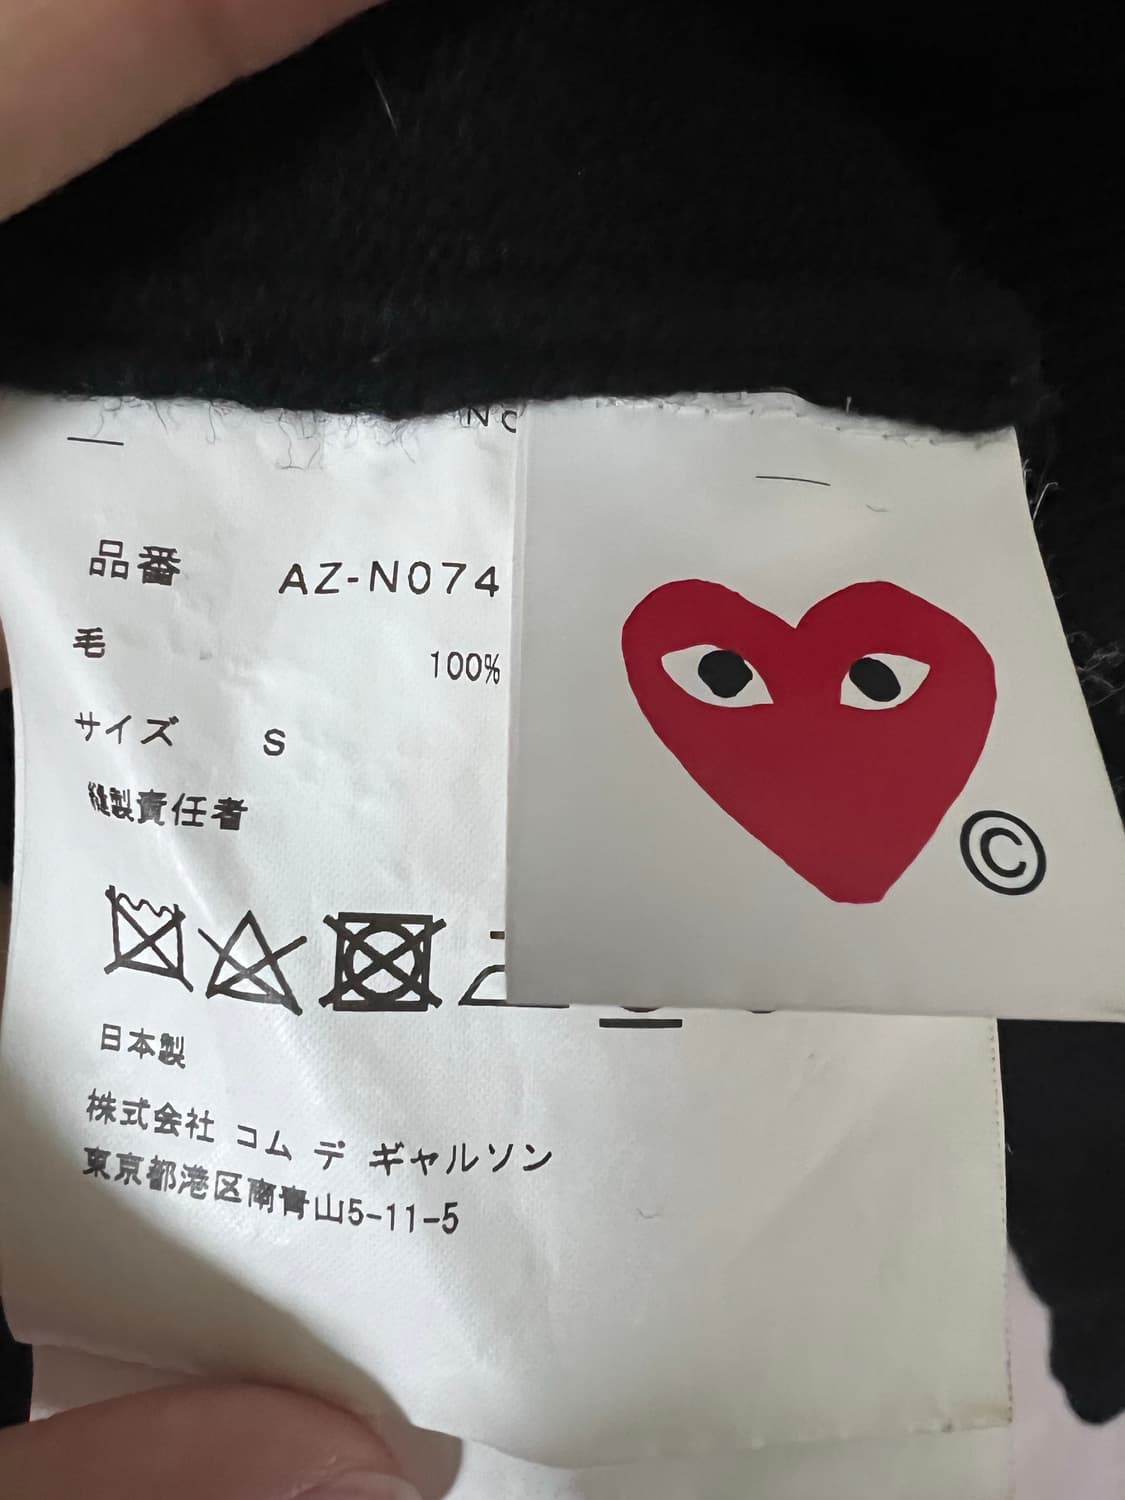 品番 AZ-N074
毛 100%
サイズ S
縫製責任者
©
日本製
株式会社 コム デ ギャルソン
東京都港区南青山5-11-5